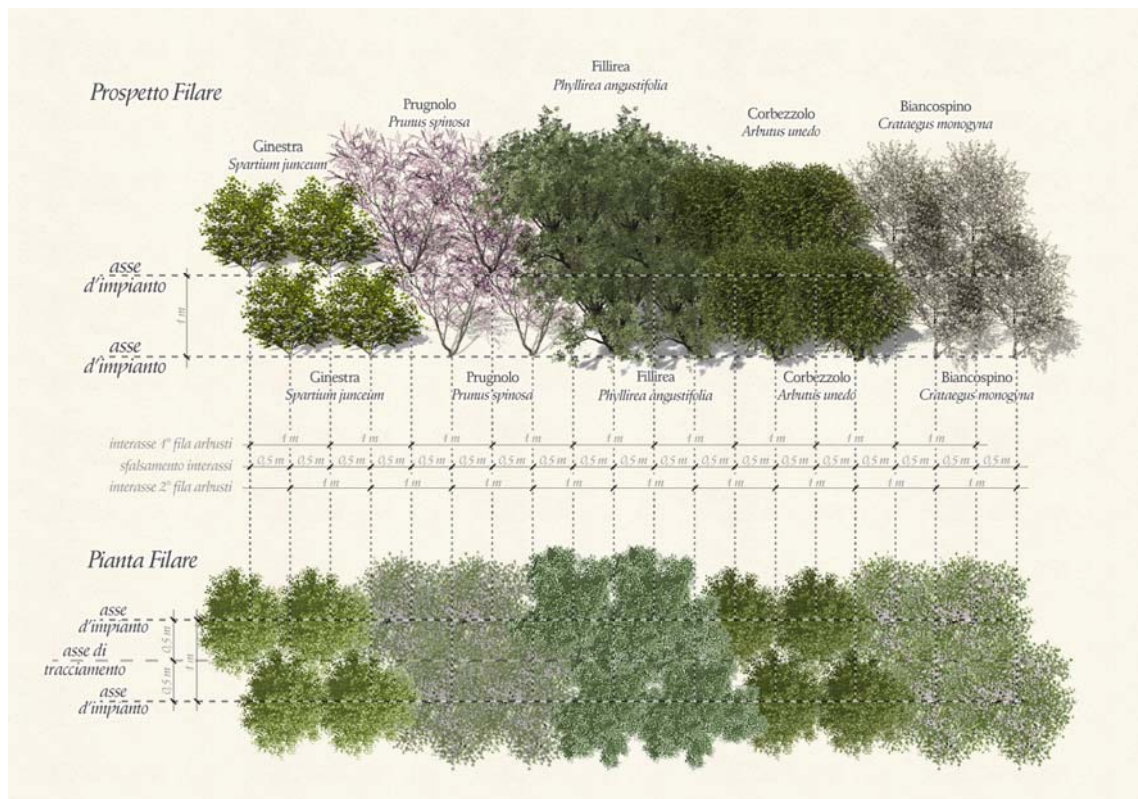 Prospetto Filare
Ginestra
Spartium junceum
Prugnolo
Prunus spinosa
Fillirea
Phyllirea angustifolia
Corbezzolo
Arbutus unedo
Biancospino
Crataegus monogyna
asse
d'impianto
1 m
asse
d'impianto
Ginestra
Spartium junceum
Prugnolo
Prunus spinosa
Fillirea
Phyllirea angustifolia
Corbezzolo
Arbutus unedo
Biancospino
Crataegus monogyna
interasse 1° fila arbusti 1 m 1 m 1 m 1 m 1 m 1 m 1 m 1 m 1 m
sfalsamento interassi 0,5 m 0,5 m 0,5 m 0,5 m 0,5 m 0,5 m 0,5 m 0,5 m 0,5 m 0,5 m 0,5 m 0,5 m 0,5 m 0,5 m 0,5 m 0,5 m 0,5 m 0,5 m 0,5 m
interasse 2° fila arbusti 1 m 1 m 1 m 1 m 1 m 1 m 1 m 1 m 1 m
Pianta Filare
asse
d'impianto
0,5 m
asse di
tracciamento
1 m
0,5 m
asse
d'impianto